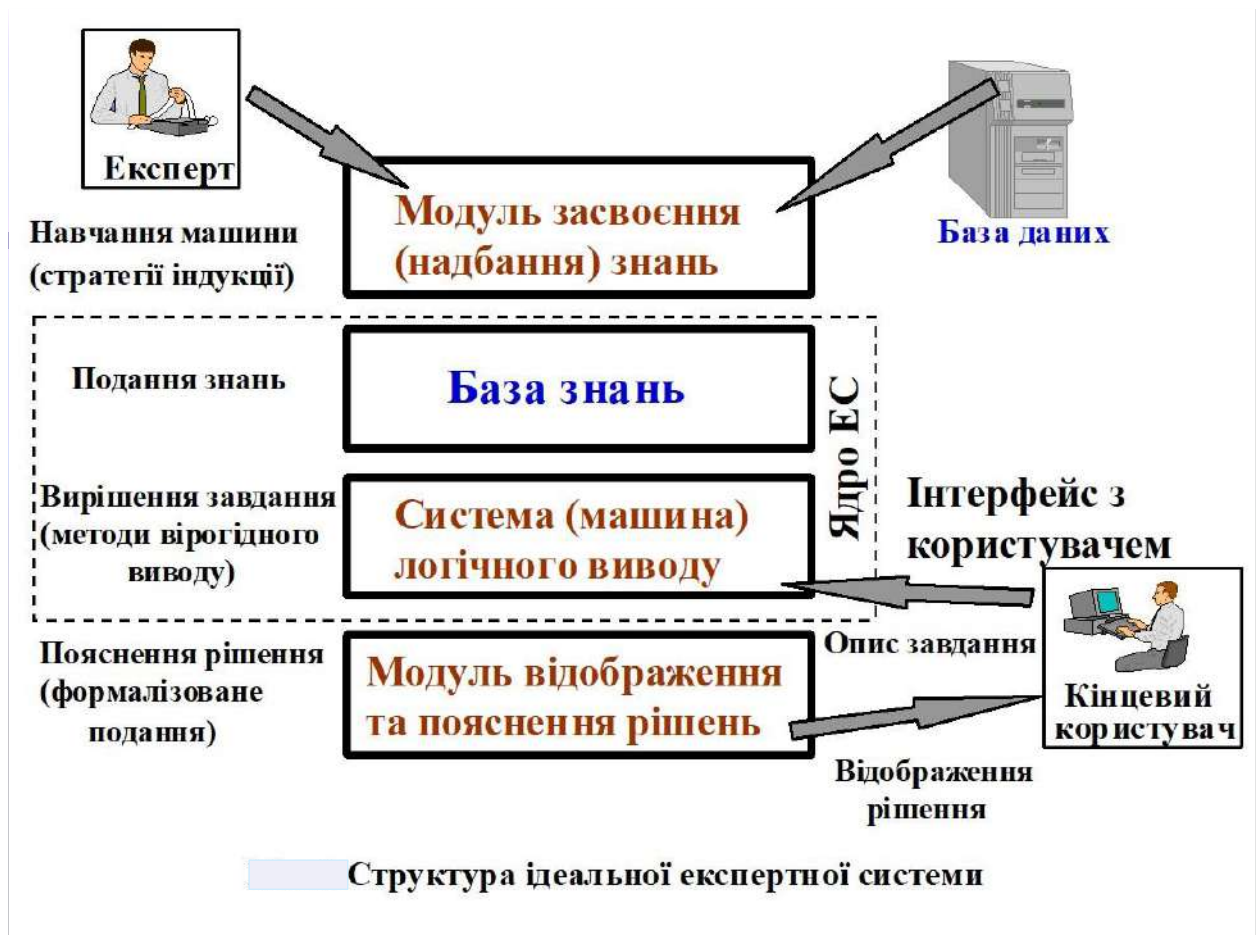 Експерт
Модуль засвоєння
(надбання) знань
База даних
Навчання машини
(стратегії індукції)
Подання знань
База знань
Ядро ЕС
Вирішення завдання
(методи вірогідного
виводу)
Система (машина)
логічного виводу
Інтерфейс з
користувачем
Опис завдання
Пояснення рішення
(формалізоване
подання)
Модуль відображення
та пояснення рішень
Кінцевий
користувач
Відображення
рішення
Структура ідеальної експертної системи